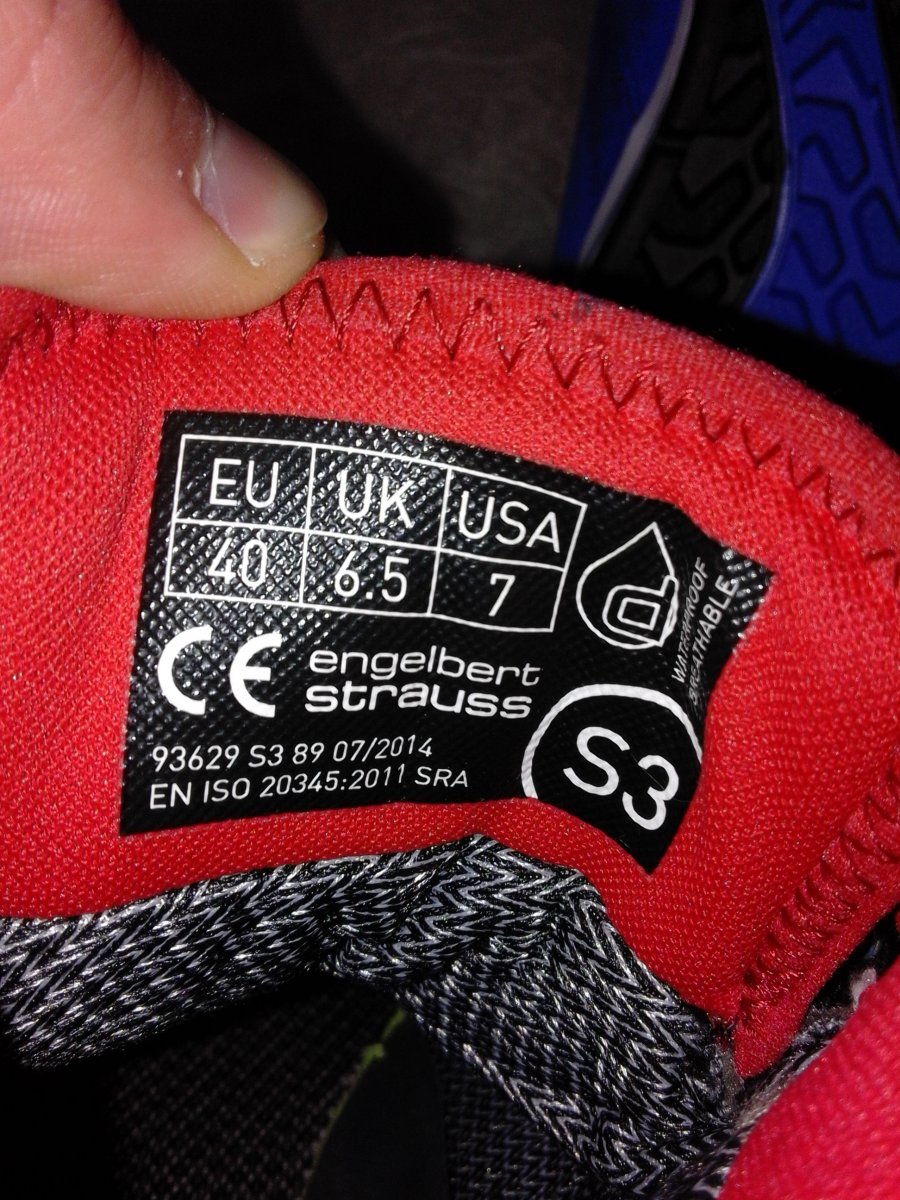 EU UK USA
40 6.5 7
WATERPROOF
BREATHABLE
CE engelbert
strauss
S3
93629 S3 89 07/2014
EN ISO 20345:2011 SRA